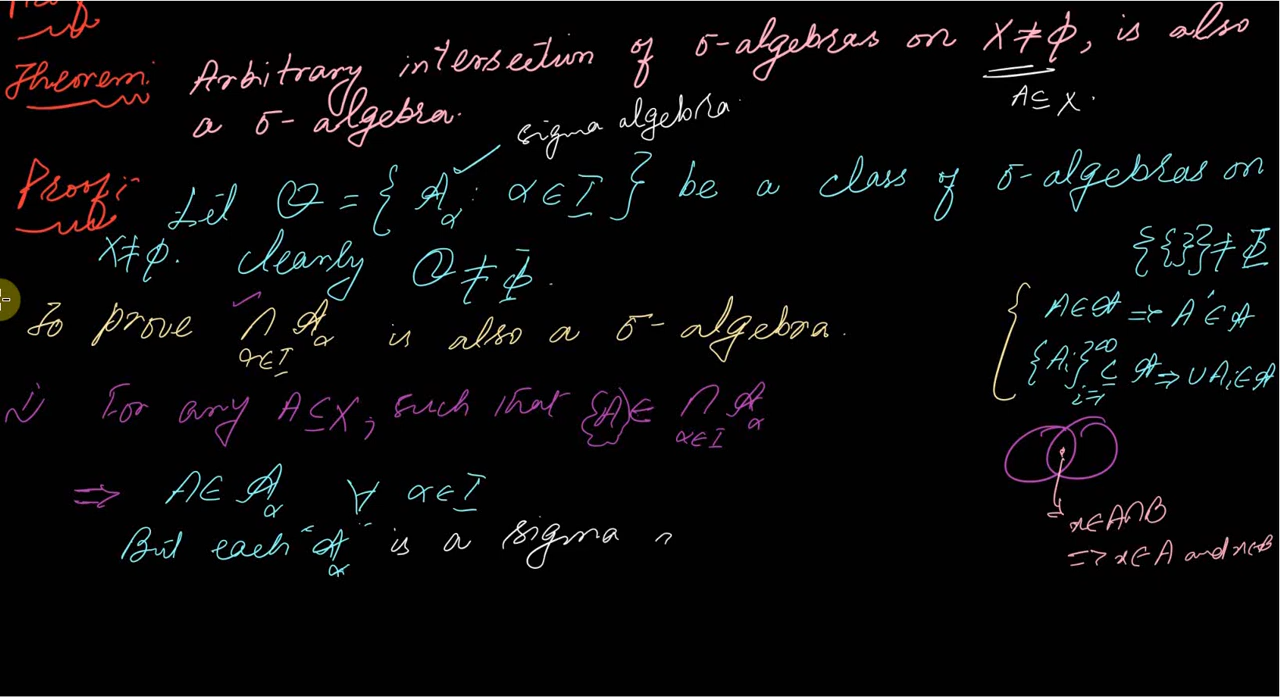 Theorem: Arbitrary intersection of σ-algebras on X≠ϕ, is also
a σ-algebra.
A⊆X.
sigma algebra
Proof: Let 𝒪 = { 𝒜_α : α∈I } be a class of σ-algebras on
X≠ϕ. Clearly 𝒪 ≠ Φ.
{{}} ≠ Φ
To prove ∩_{α∈I} 𝒜_α is also a σ-algebra.
A∈𝒜 ⇒ A'∈𝒜
{A_i}_{i=1}^∞ ⊆ 𝒜 ⇒ ∪A_i∈𝒜
i) For any A⊆X, such that {A}∈ ∩_{α∈I} 𝒜_α
⇒ A∈ 𝒜_α ∀ α∈I
But each "𝒜_α" is a sigma
x∈A∩B
⇒ x∈A and x∈B